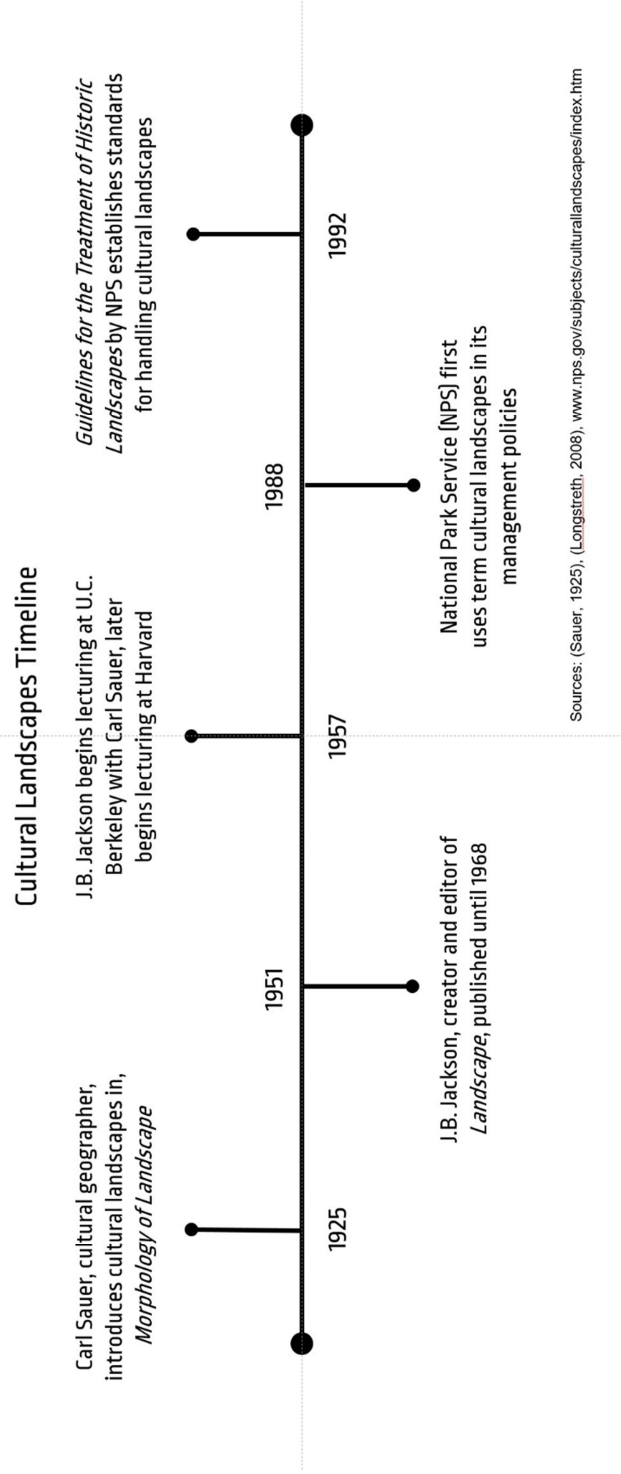 Cultural Landscapes Timeline
Carl Sauer, cultural geographer,
introduces cultural landscapes in,
Morphology of Landscape
1925
1951
J.B. Jackson, creator and editor of
Landscape, published until 1968
J.B. Jackson begins lecturing at U.C.
Berkeley with Carl Sauer, later
begins lecturing at Harvard
1957
1988
National Park Service (NPS) first
uses term cultural landscapes in its
management policies
Guidelines for the Treatment of Historic
Landscapes by NPS establishes standards
for handling cultural landscapes
1992
Sources: (Sauer, 1925), (Longstreth, 2008), www.nps.gov/subjects/culturallandscapes/index.htm